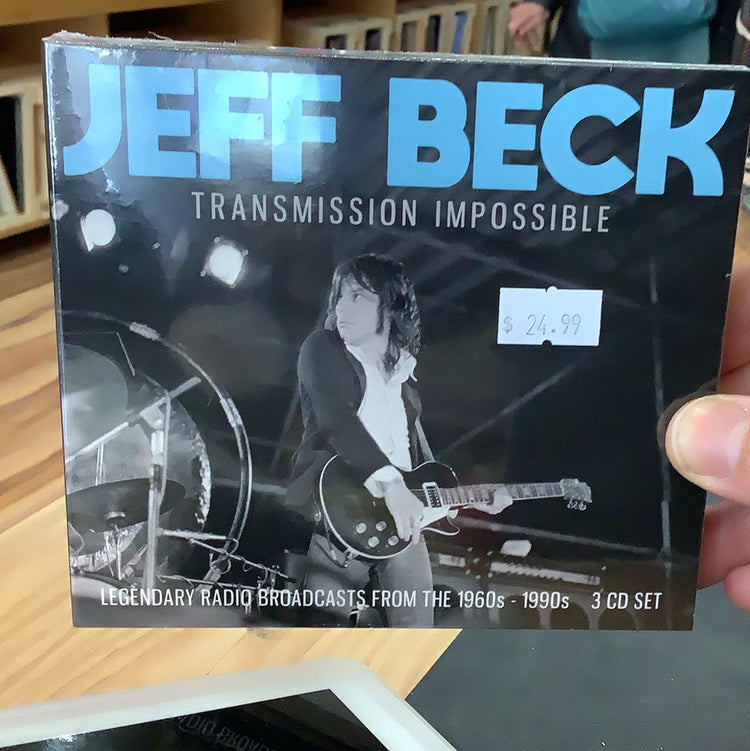 JEFF BECK
TRANSMISSION IMPOSSIBLE
$ 24.99
LEGENDARY RADIO BROADCASTS FROM THE 1960s - 1990s 3 CD SET